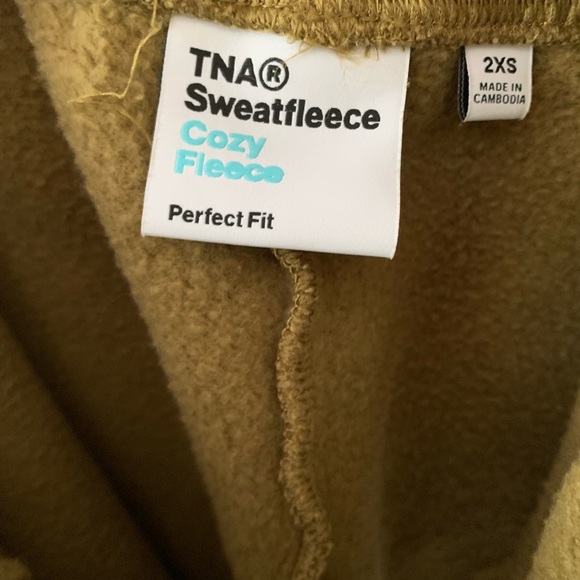 TNA®
Sweatfleece
Cozy
Fleece
Perfect Fit
2XS
MADE IN
CAMBODIA